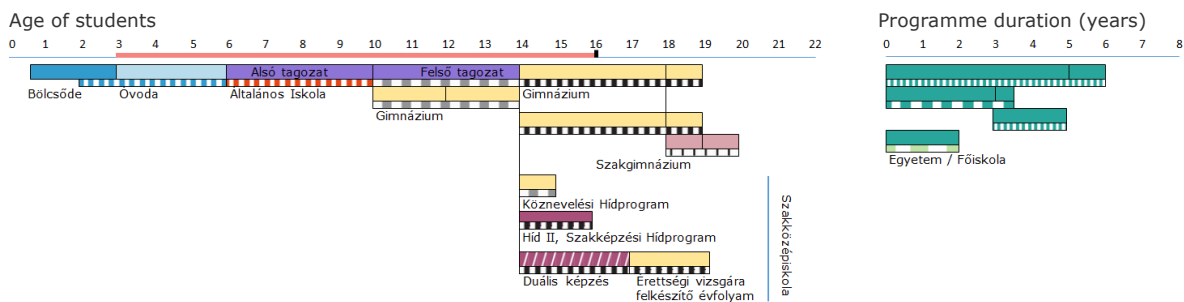 Age of students
Programme duration (years)
0 1 2 3 4 5 6 7 8 9 10 11 12 13 14 15 16 17 18 19 20 21 22
0 1 2 3 4 5 6 7 8
Alsó tagozat
Felső tagozat
Bölcsőde
Óvoda
Általános Iskola
Gimnázium
Gimnázium
Szakgimnázium
Egyetem / Főiskola
Köznevelési Hídprogram
Híd II, Szakképzési Hídprogram
Duális képzés
Érettségi vizsgára
felkészítő évfolyam
Szakközépiskola